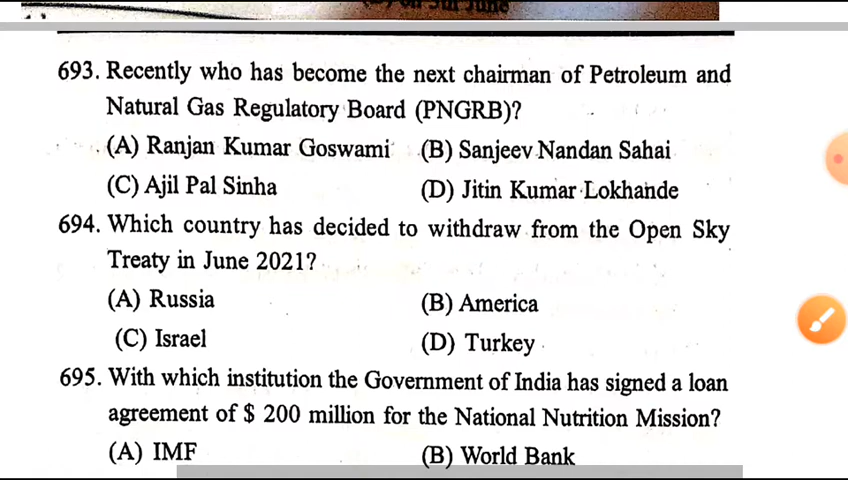 on 5th June
693. Recently who has become the next chairman of Petroleum and
Natural Gas Regulatory Board (PNGRB)?
(A) Ranjan Kumar Goswami (B) Sanjeev Nandan Sahai
(C) Ajil Pal Sinha (D) Jitin Kumar Lokhande
694. Which country has decided to withdraw from the Open Sky
Treaty in June 2021?
(A) Russia (B) America
(C) Israel (D) Turkey
695. With which institution the Government of India has signed a loan
agreement of $ 200 million for the National Nutrition Mission?
(A) IMF (B) World Bank